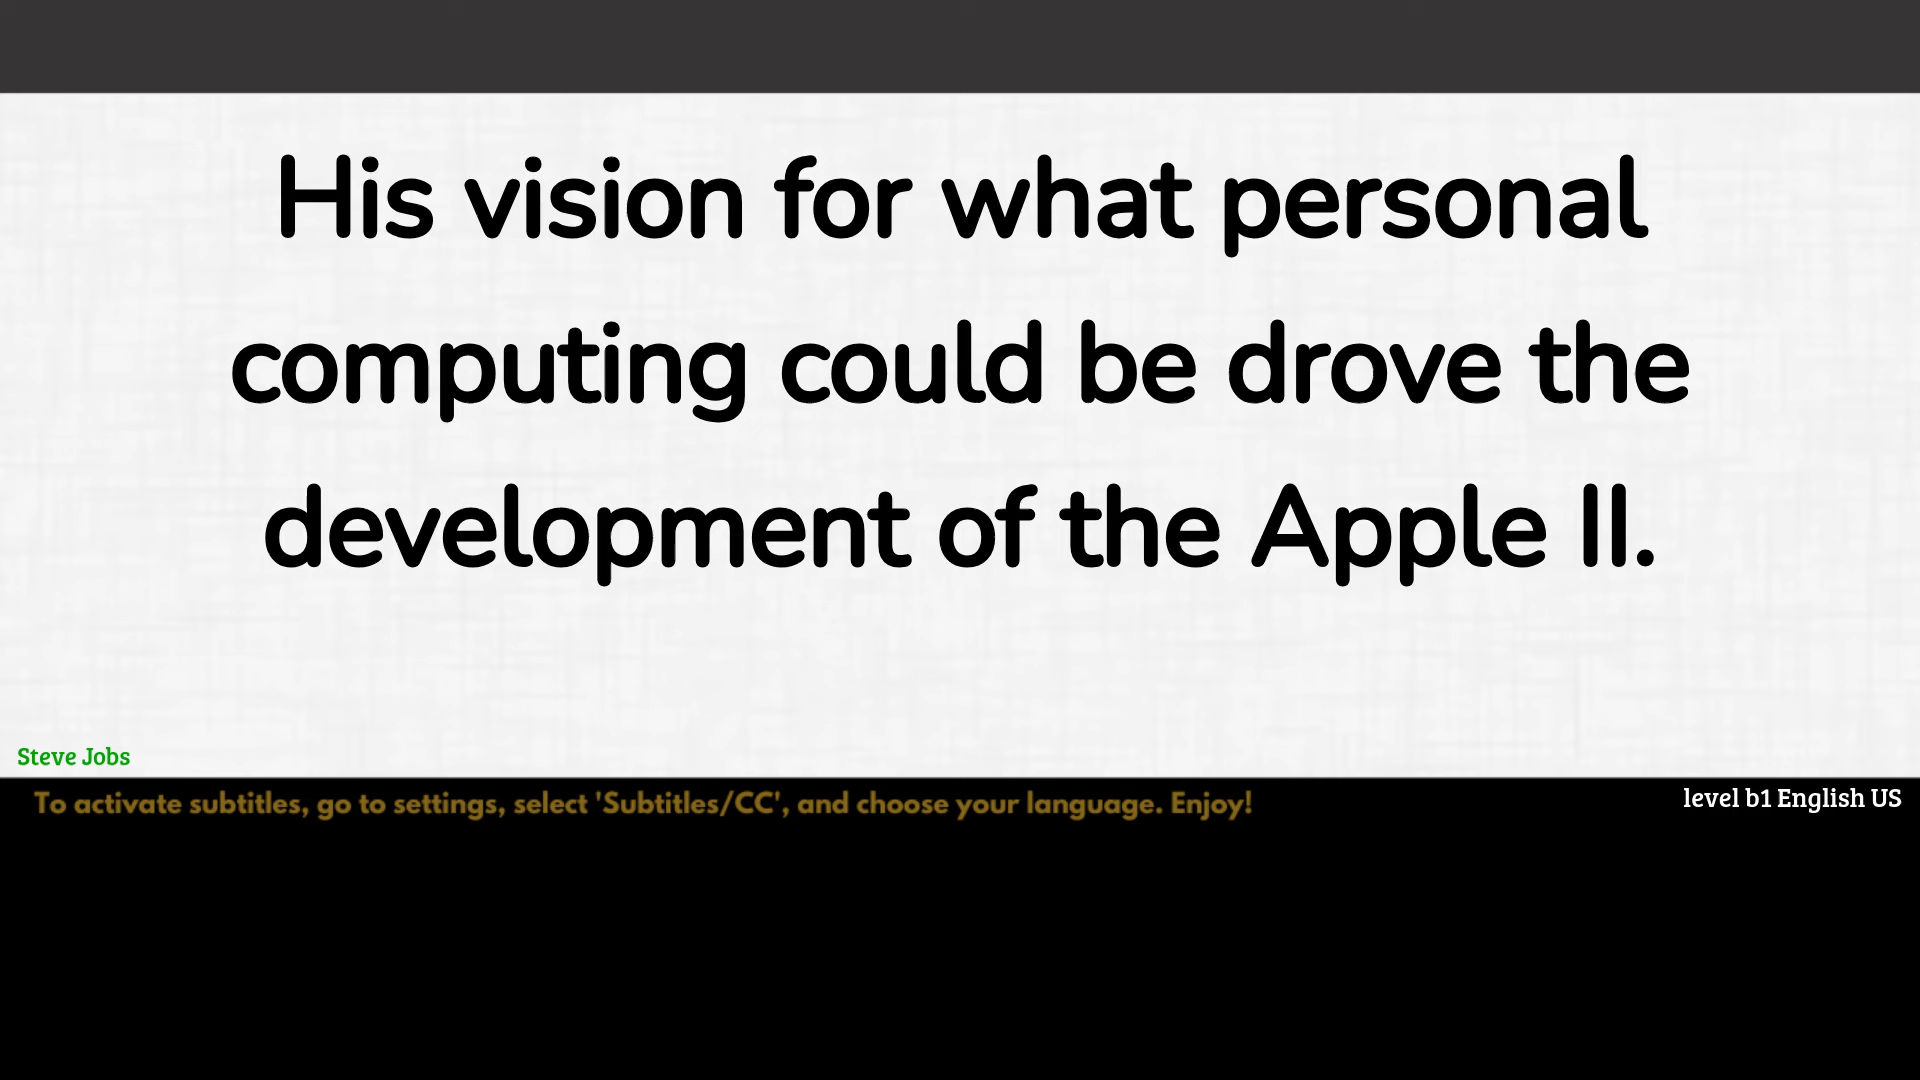 His vision for what personal
computing could be drove the
development of the Apple II.
Steve Jobs
To activate subtitles, go to settings, select 'Subtitles/CC', and choose your language. Enjoy!
level b1 English US